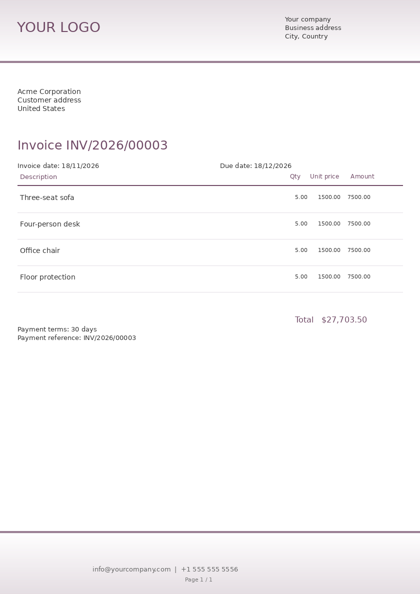 YOUR LOGO
Your company
Business address
City, Country
Acme Corporation
Customer address
United States
Invoice INV/2026/00003
Invoice date: 18/11/2026 Due date: 18/12/2026
Description Qty Unit price Amount
Three-seat sofa 5.00 1500.00 7500.00
Four-person desk 5.00 1500.00 7500.00
Office chair 5.00 1500.00 7500.00
Floor protection 5.00 1500.00 7500.00
Total $27,703.50
Payment terms: 30 days
Payment reference: INV/2026/00003
info@yourcompany.com | +1 555 555 5556
Page 1 / 1